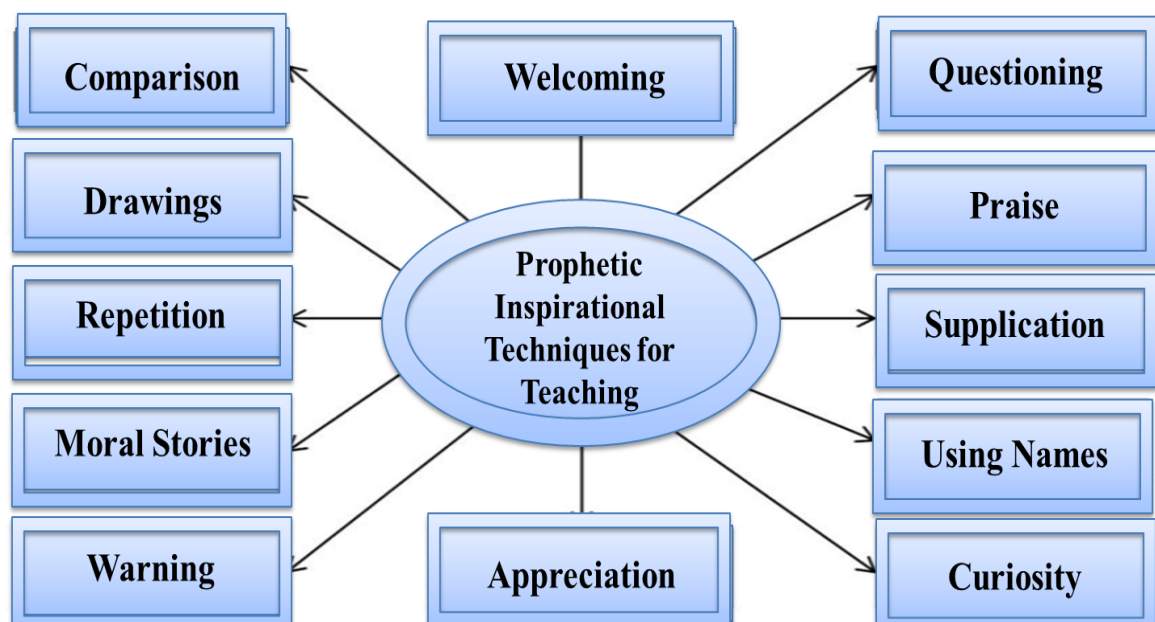 Comparison
Welcoming
Questioning
Drawings
Praise
Prophetic
Inspirational
Techniques for
Teaching
Repetition
Supplication
Moral Stories
Using Names
Warning
Appreciation
Curiosity